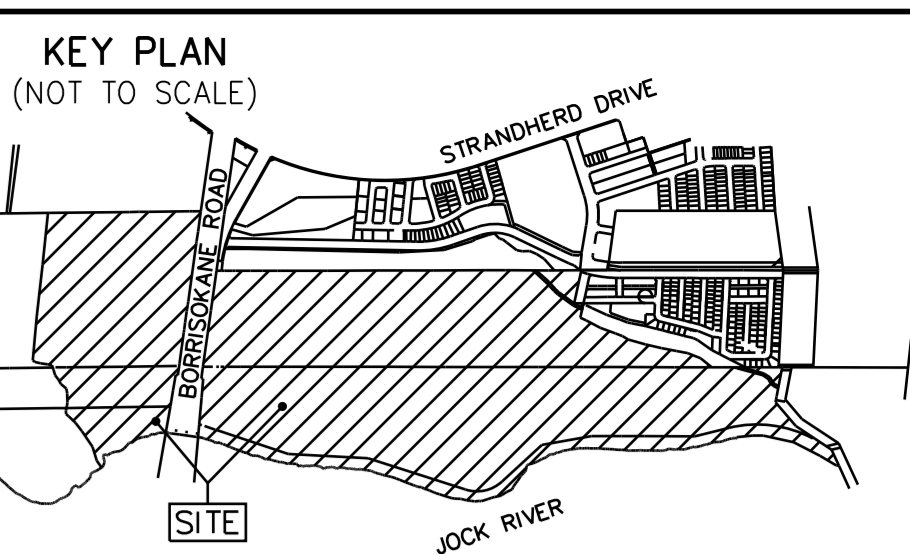 KEY PLAN
(NOT TO SCALE)
STRANDHERD DRIVE
BORRISOKANE ROAD
SITE
JOCK RIVER